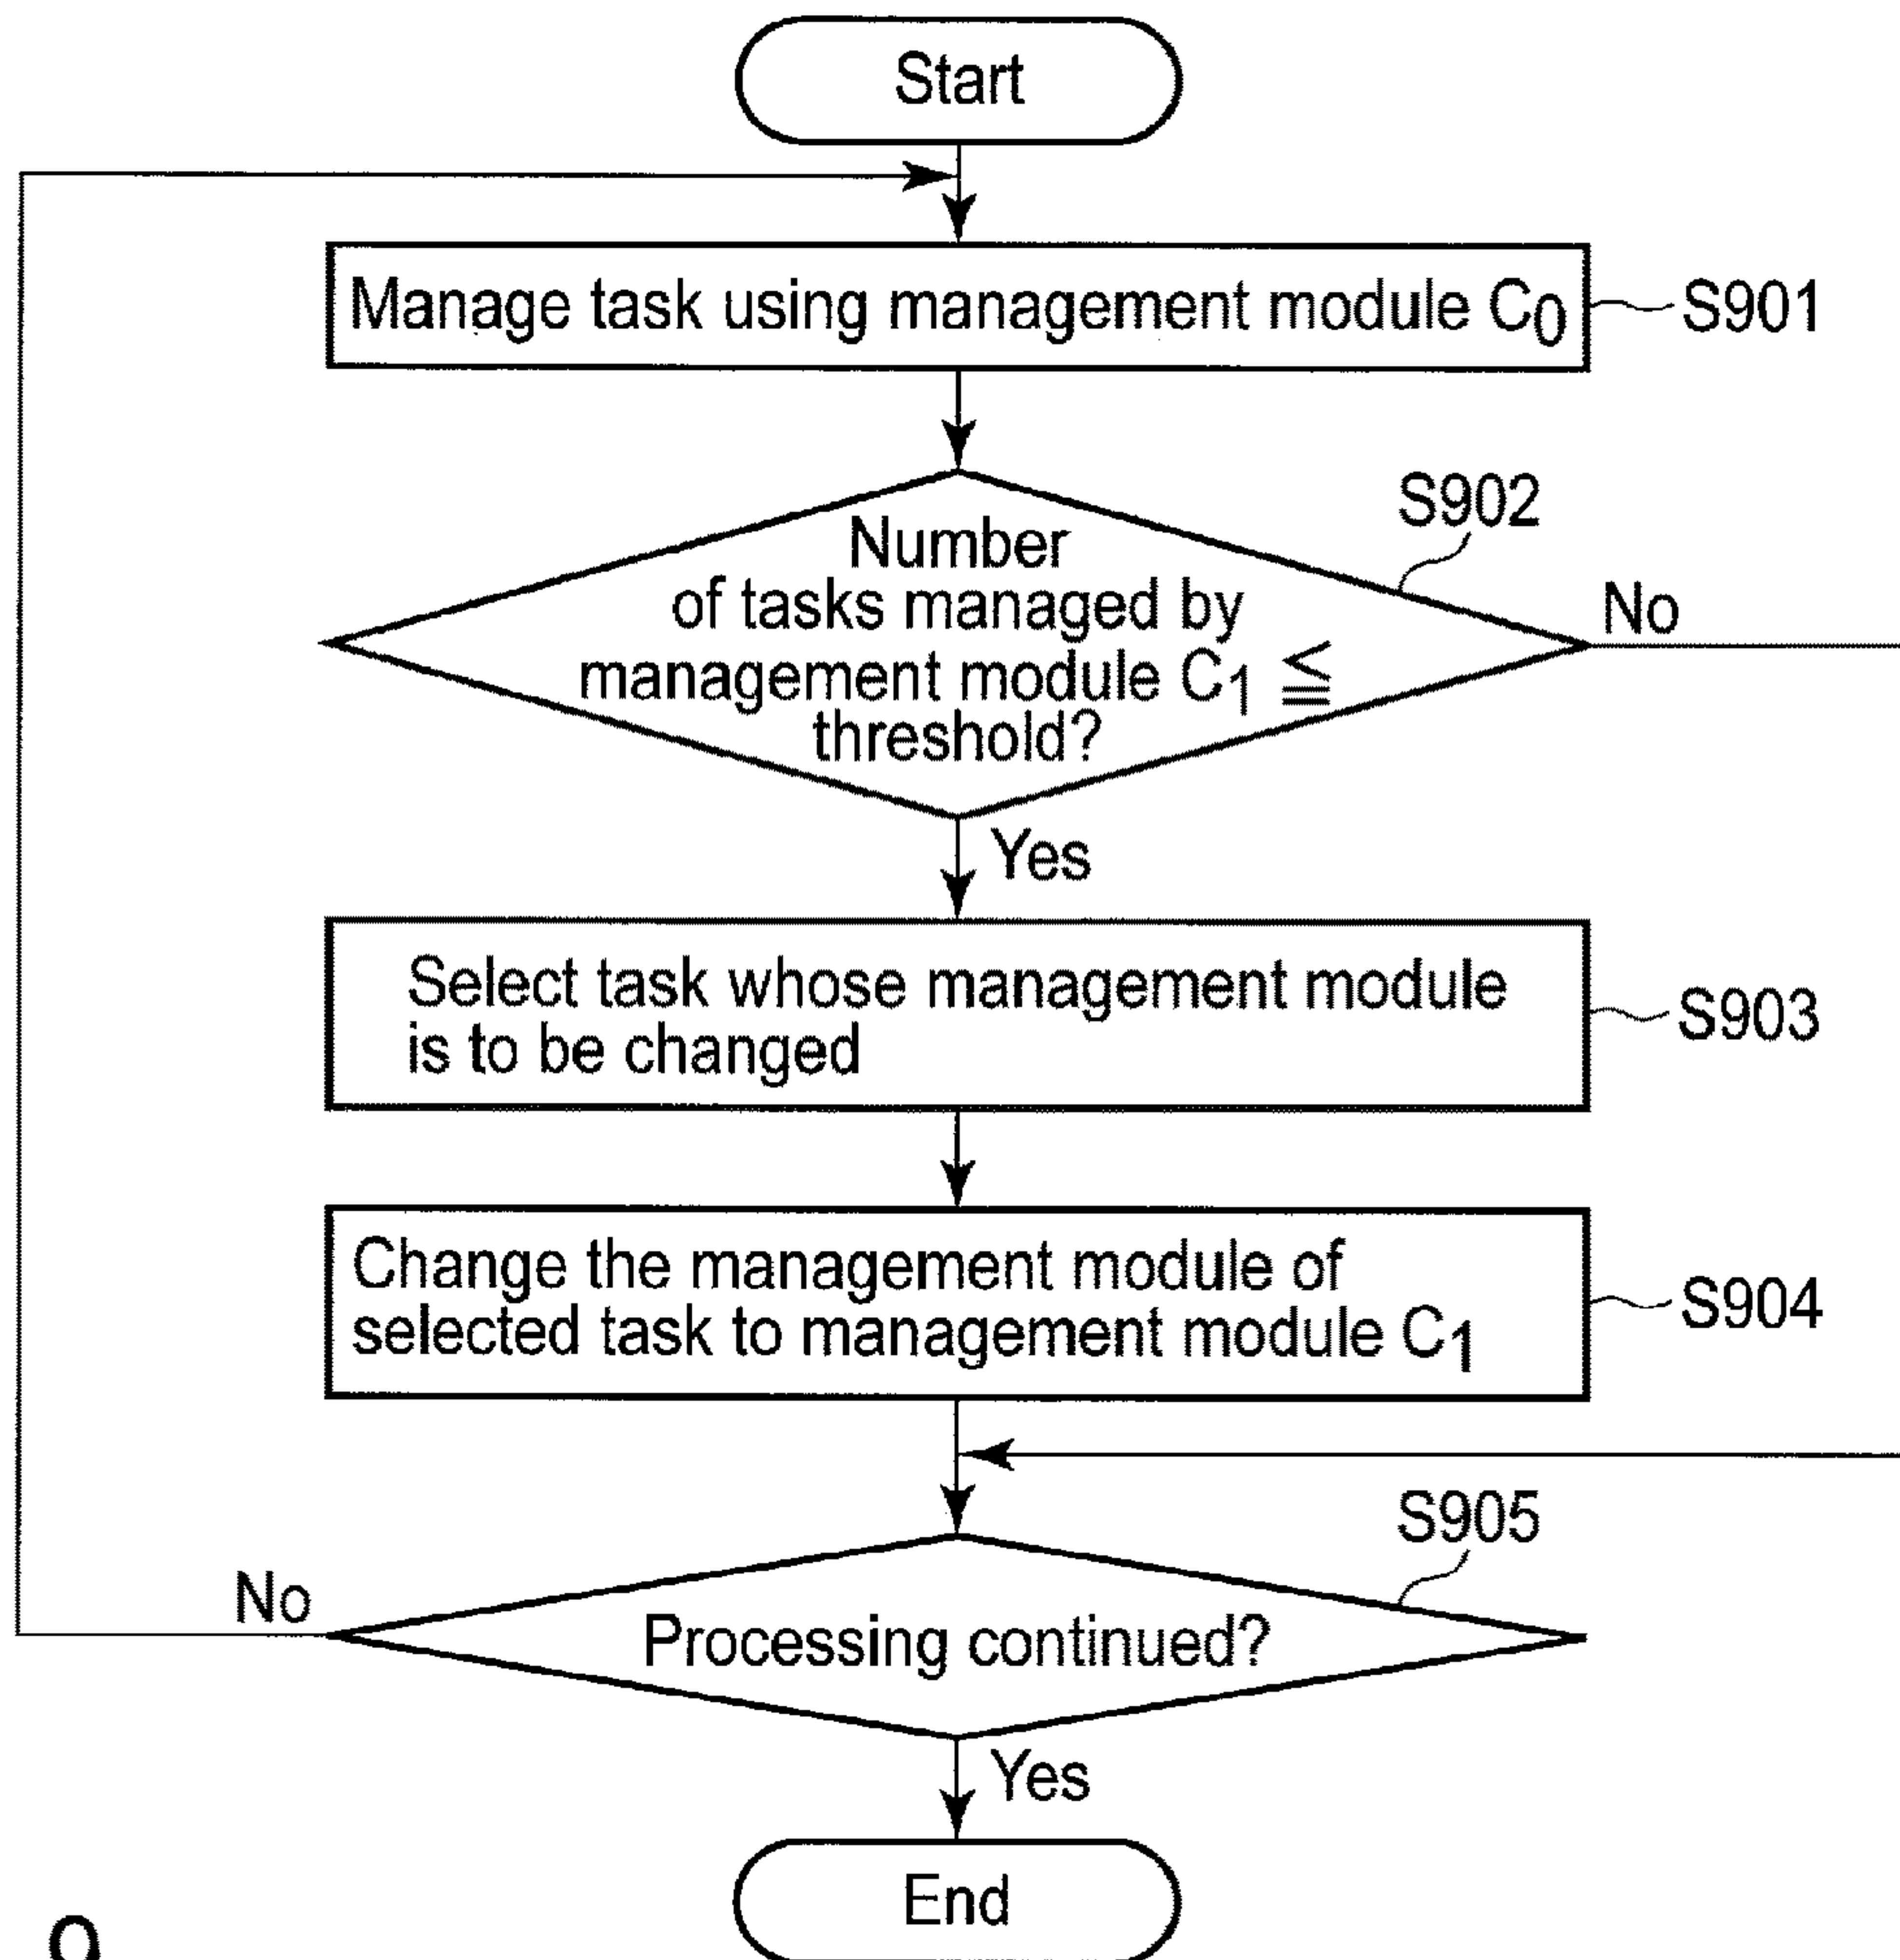 Start
Manage task using management module C0
S901
S902
Number
of tasks managed by
management module C1 ≦
threshold?
No
Yes
Select task whose management module
is to be changed
S903
Change the management module of
selected task to management module C1
S904
S905
No
Processing continued?
Yes
End